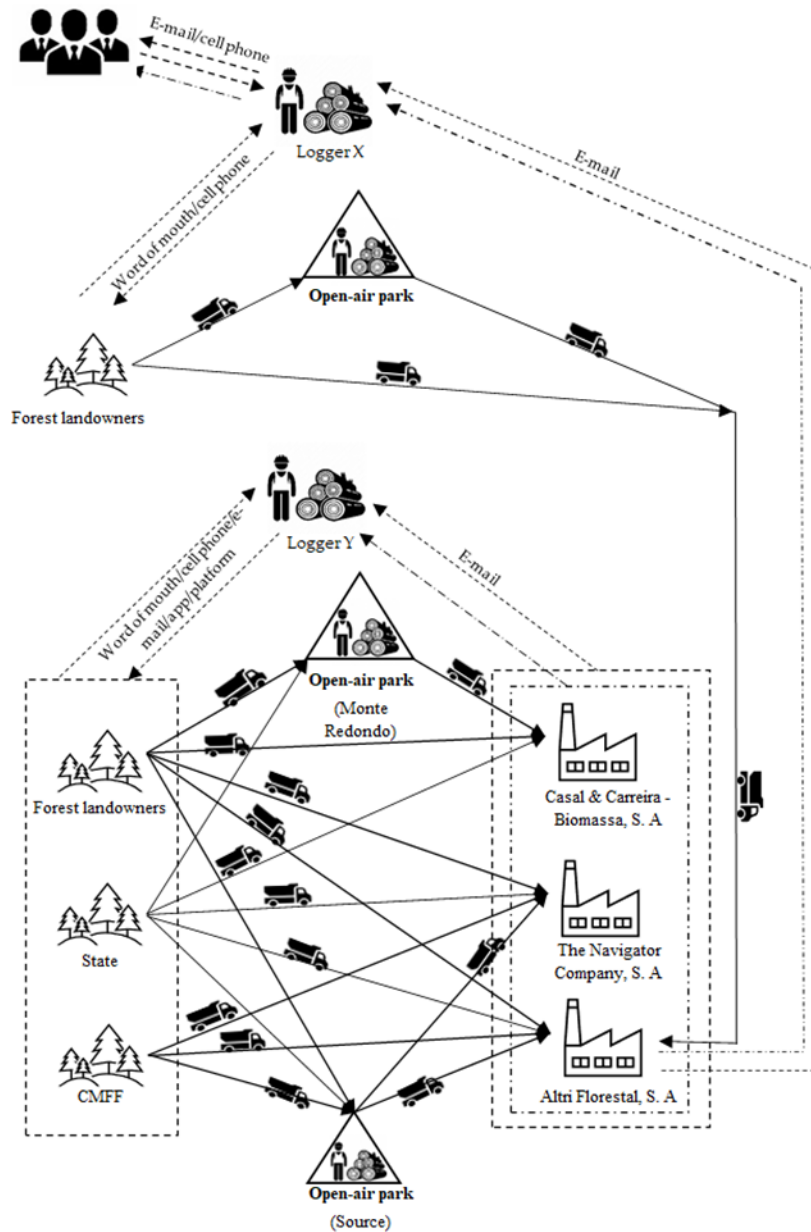 E-mail/cell phone
Logger X
E-mail
Word of mouth/cell phone
Open-air park
Forest landowners
Logger Y
Word of mouth/cell phone/e-
mail/app/platform
E-mail
Open-air park
(Monte
Redondo)
Forest landowners
Casal & Carreira -
Biomassa, S. A
State
The Navigator
Company, S. A
CMFF
Altri Florestal, S. A
Open-air park
(Source)